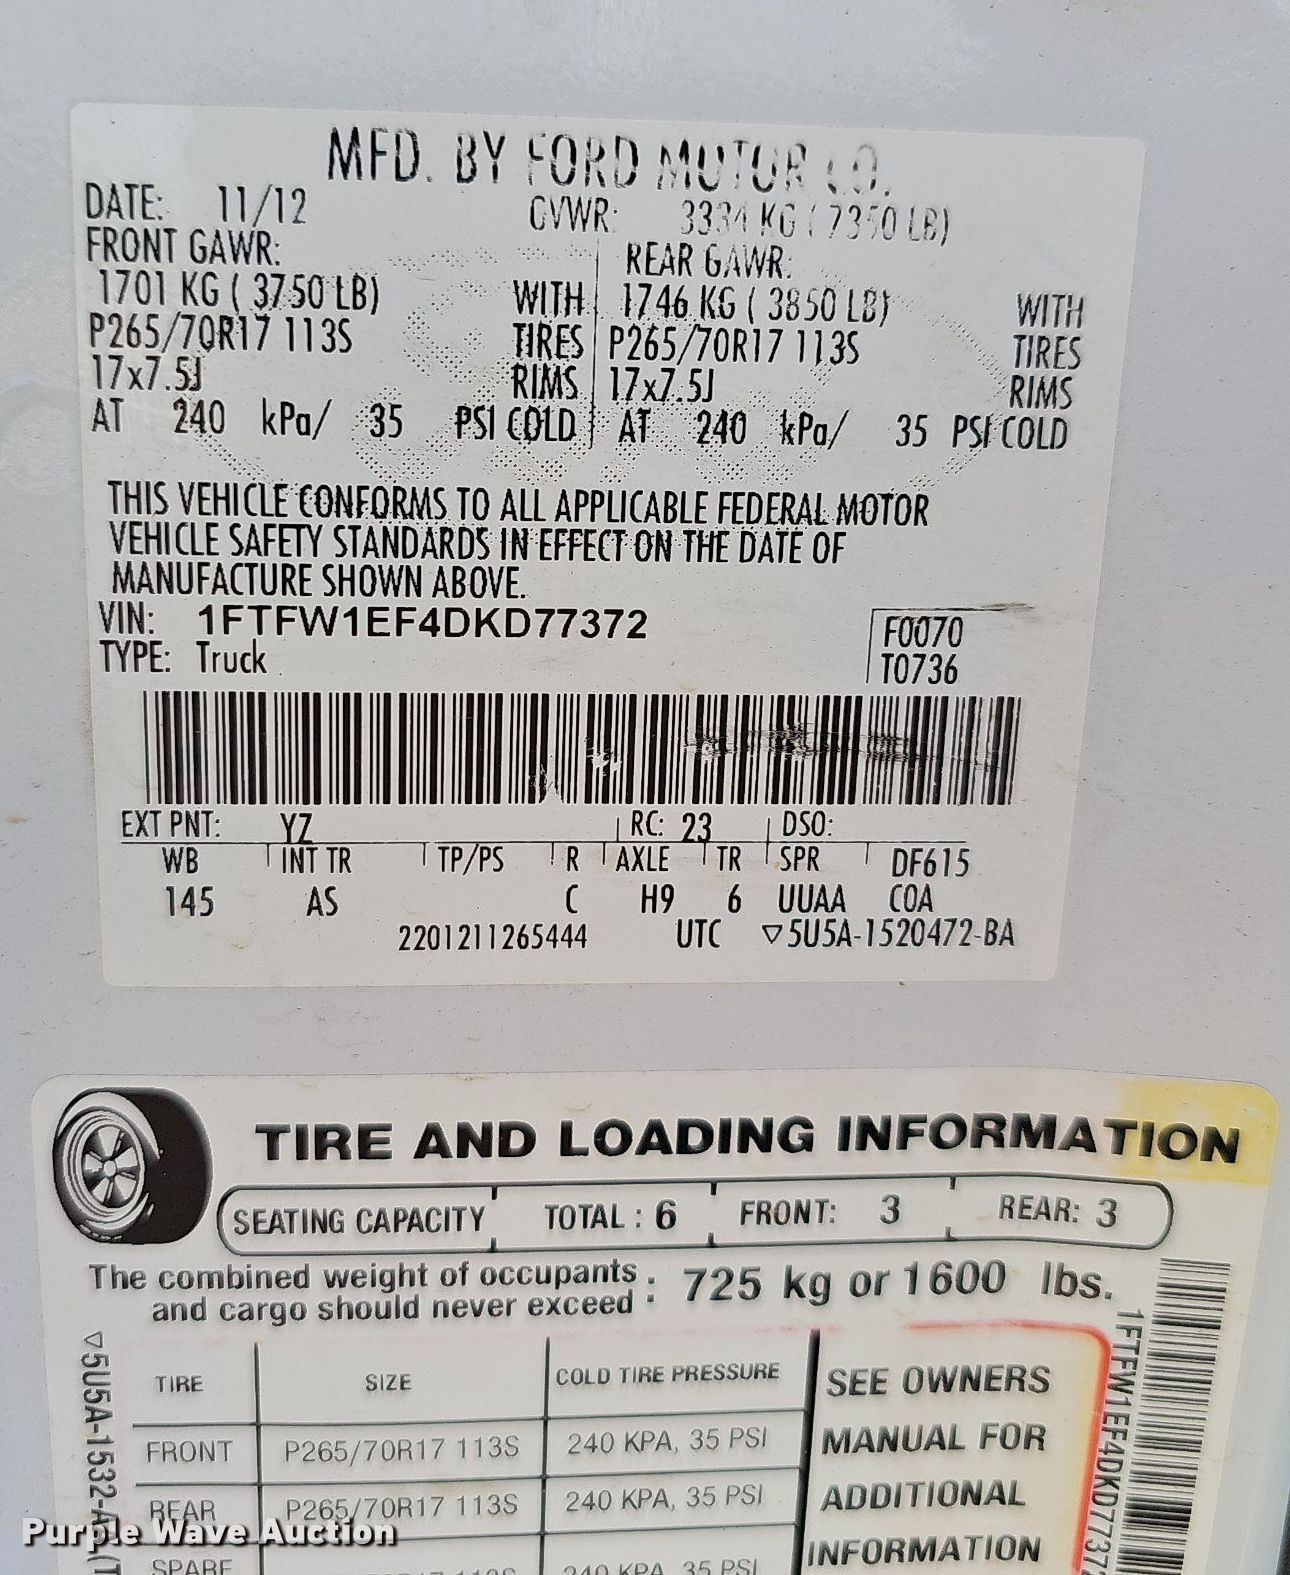 MFD. BY FORD MOTOR CO.
DATE: 11/12 GVWR: 3334 KG ( 7350 LB)
FRONT GAWR: REAR GAWR:
1701 KG ( 3750 LB) WITH 1746 KG ( 3850 LB) WITH
P265/70R17 113S TIRES P265/70R17 113S TIRES
17x7.5J RIMS 17x7.5J RIMS
AT 240 kPa/ 35 PSI COLD AT 240 kPa/ 35 PSI COLD
THIS VEHICLE CONFORMS TO ALL APPLICABLE FEDERAL MOTOR
VEHICLE SAFETY STANDARDS IN EFFECT ON THE DATE OF
MANUFACTURE SHOWN ABOVE.
VIN: 1FTFW1EF4DKD77372
F0070
TYPE: Truck
T0736
EXT PNT: YZ RC: 23 DSO:
WB INT TR TP/PS R AXLE TR SPR DF615
145 AS C H9 6 UUAA COA
2201211265444 UTC ▽5U5A-1520472-BA
TIRE AND LOADING INFORMATION
SEATING CAPACITY TOTAL : 6 FRONT: 3 REAR: 3
The combined weight of occupants
and cargo should never exceed : 725 kg or 1600 lbs.
TIRE SIZE COLD TIRE PRESSURE
FRONT P265/70R17 113S 240 KPA, 35 PSI
REAR P265/70R17 113S 240 KPA, 35 PSI
SPARE 240 KPA, 35 PSI
SEE OWNERS
MANUAL FOR
ADDITIONAL
INFORMATION
▽5U5A-1532-A
1FTFW1EF4DKD7737
Purple Wave Auction